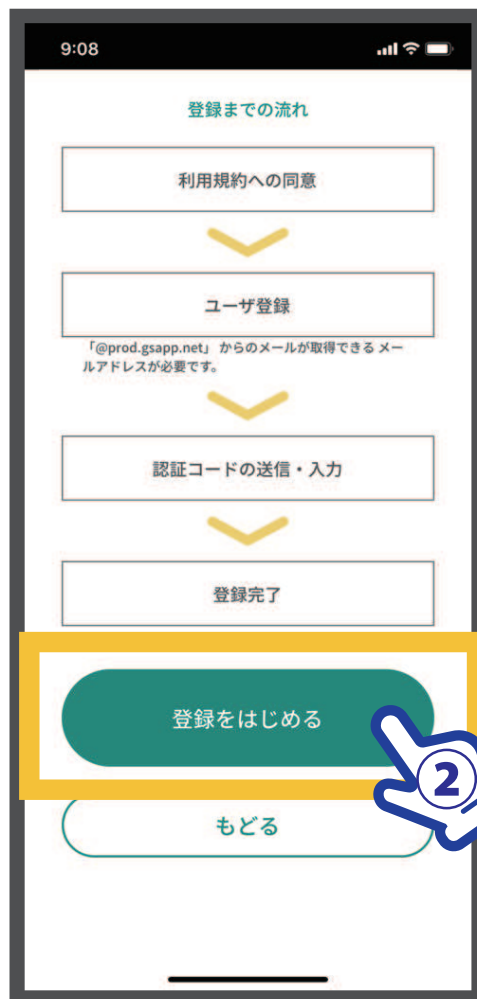 9:08
登録までの流れ
利用規約への同意
ユーザ登録
「@prod.gsapp.net」 からのメールが取得できる メー
ルアドレスが必要です。
認証コードの送信・入力
登録完了
登録をはじめる
②
もどる